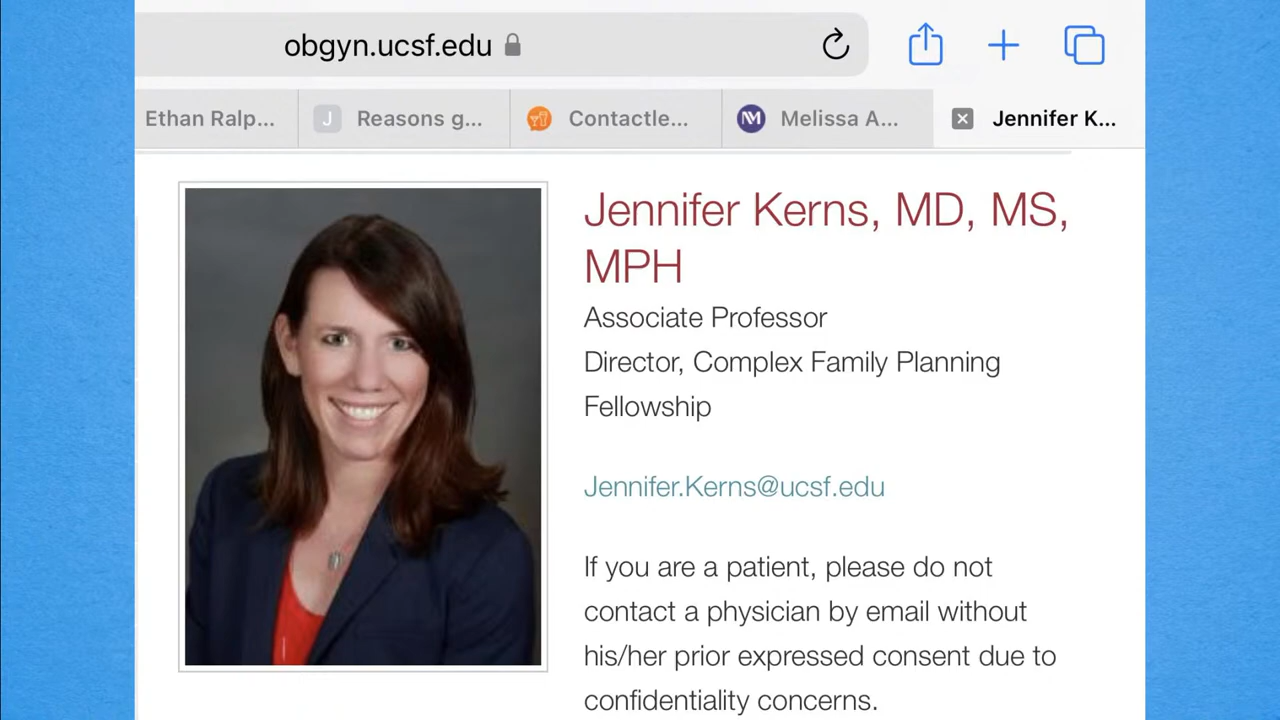 obgyn.ucsf.edu
Ethan Ralp...
J Reasons g...
Contactle...
Melissa A...
Jennifer K...
Jennifer Kerns, MD, MS,
MPH
Associate Professor
Director, Complex Family Planning
Fellowship
Jennifer.Kerns@ucsf.edu
If you are a patient, please do not
contact a physician by email without
his/her prior expressed consent due to
confidentiality concerns.